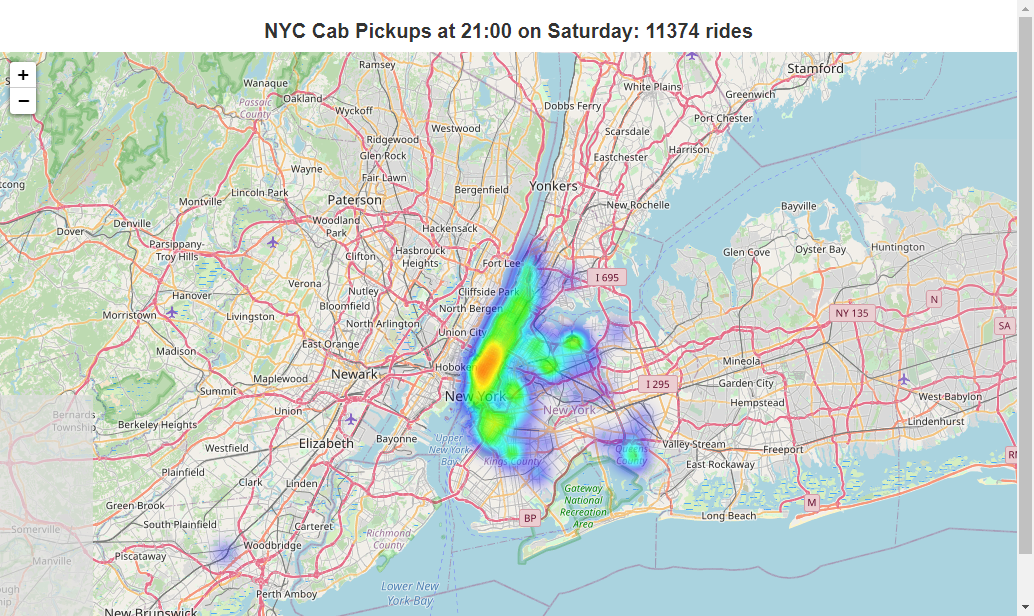 NYC Cab Pickups at 21:00 on Saturday: 11374 rides
+
−
Ramsey
Stamford
Wanaque
White Plains
Greenwich
Oakland
Passaic
County
Wyckoff
Dobbs Ferry
Port Chester
Westwood
Scarsdale
Ridgewood
Glen Rock
Harrison
Eastchester
Wayne
Fair Lawn
Lincoln Park
Bergenfield
Yonkers
Montville
Paterson
New Rochelle
Bayville
Denville
Dover
Woodland
Park
Hackensack
Parsippany-
Troy Hills
Clifton
Hasbrouck
Heights
Fort Lee
Glen Cove
Oyster Bay
Huntington
I 695
Verona
Nutley
Cliffside Park
Hanover
Bloomfield
North Bergen
N
NY 135
Morristown
Livingston
North Arlington
Union City
SA
East Orange
Madison
Hoboke
Mineola
Newark
Maplewood
I 295
Garden City
Summit
New York
New York
Hempstead
West Babylon
Bernards
Township
Union
Berkeley Heights
Lindenhurst
Elizabeth
Bayonne
Upper
New York
Bay
Westfield
Valley Stream
Freeport
Queens
County
Kings County
East Rockaway
Plainfield
Clark
Linden
Gateway
National
Recreation
Area
Green Brook
M
Long Beach
BP
South Plainfield
Carteret
Somerville
Richmond
County
Woodbridge
Piscataway
Manville
Lower New
York Bay
Perth Amboy
New Brunswick